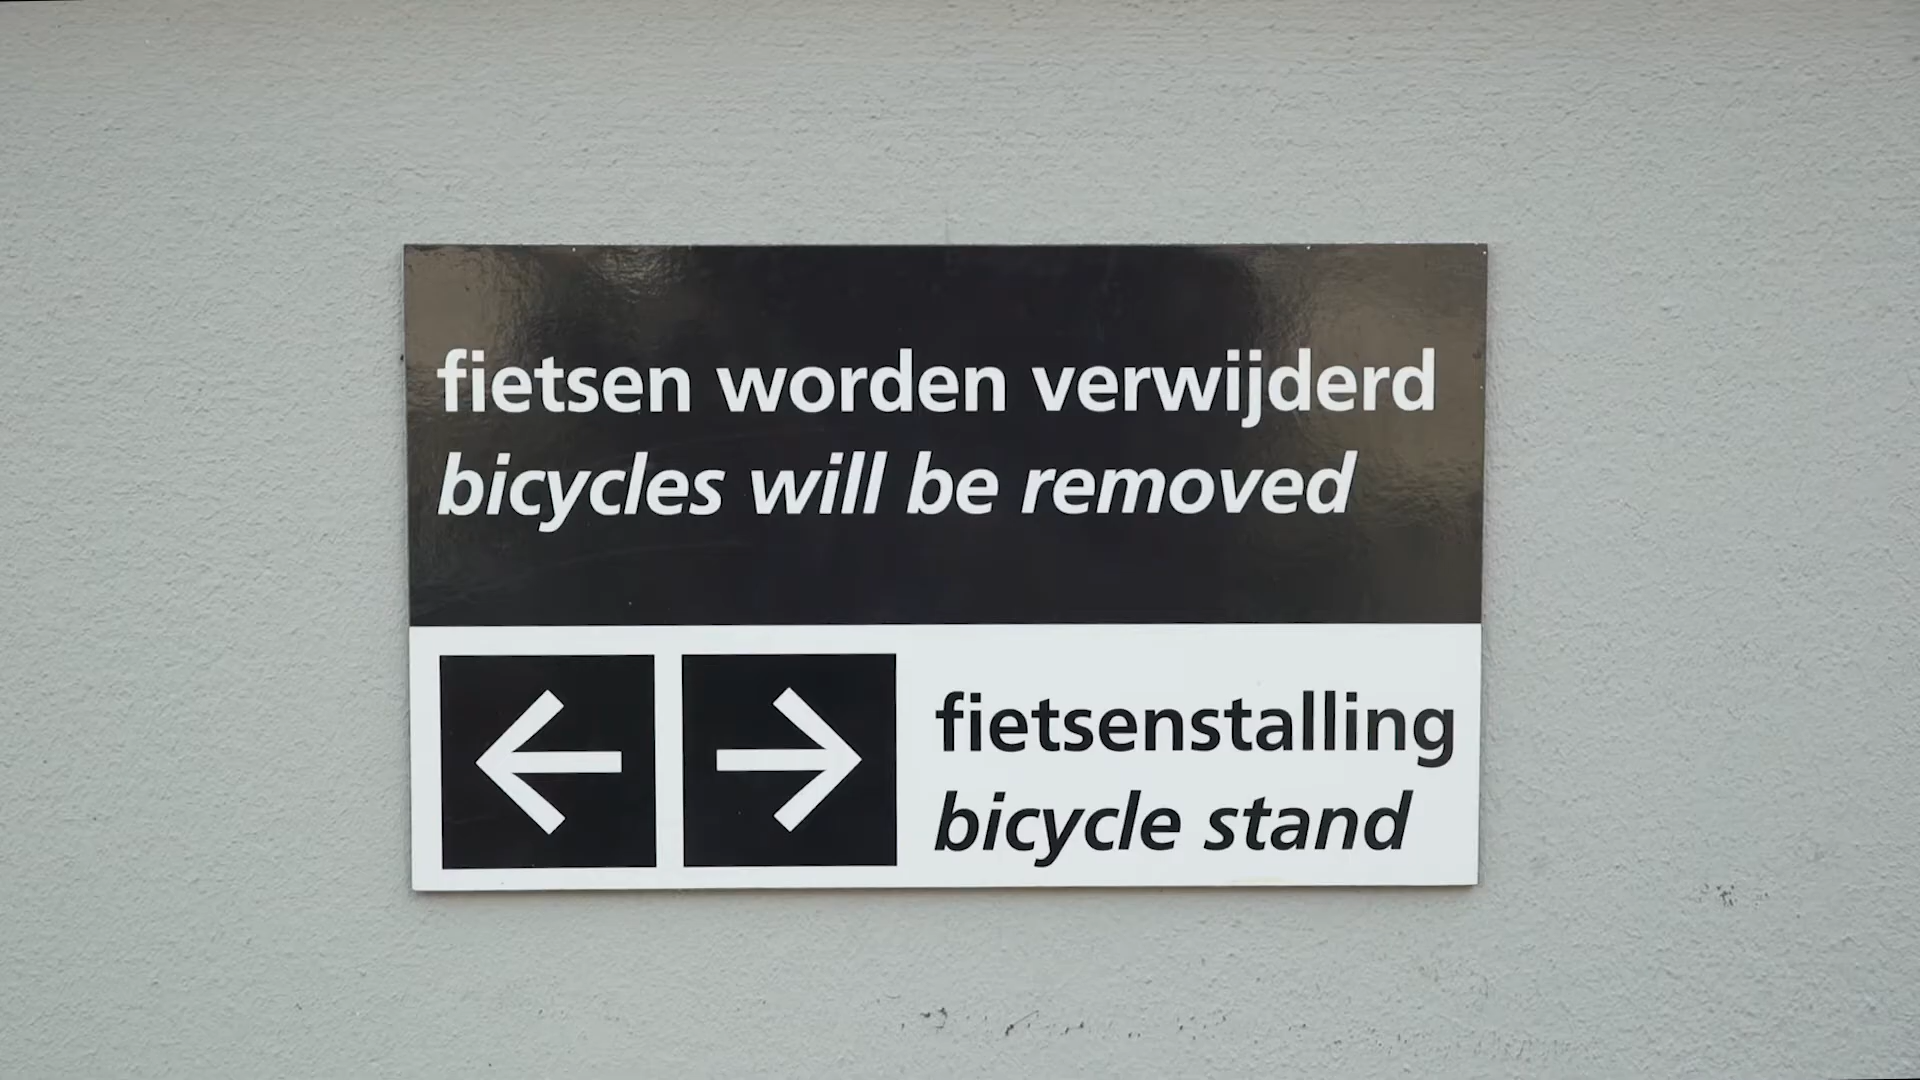 fietsen worden verwijderd
bicycles will be removed
fietsenstalling
bicycle stand